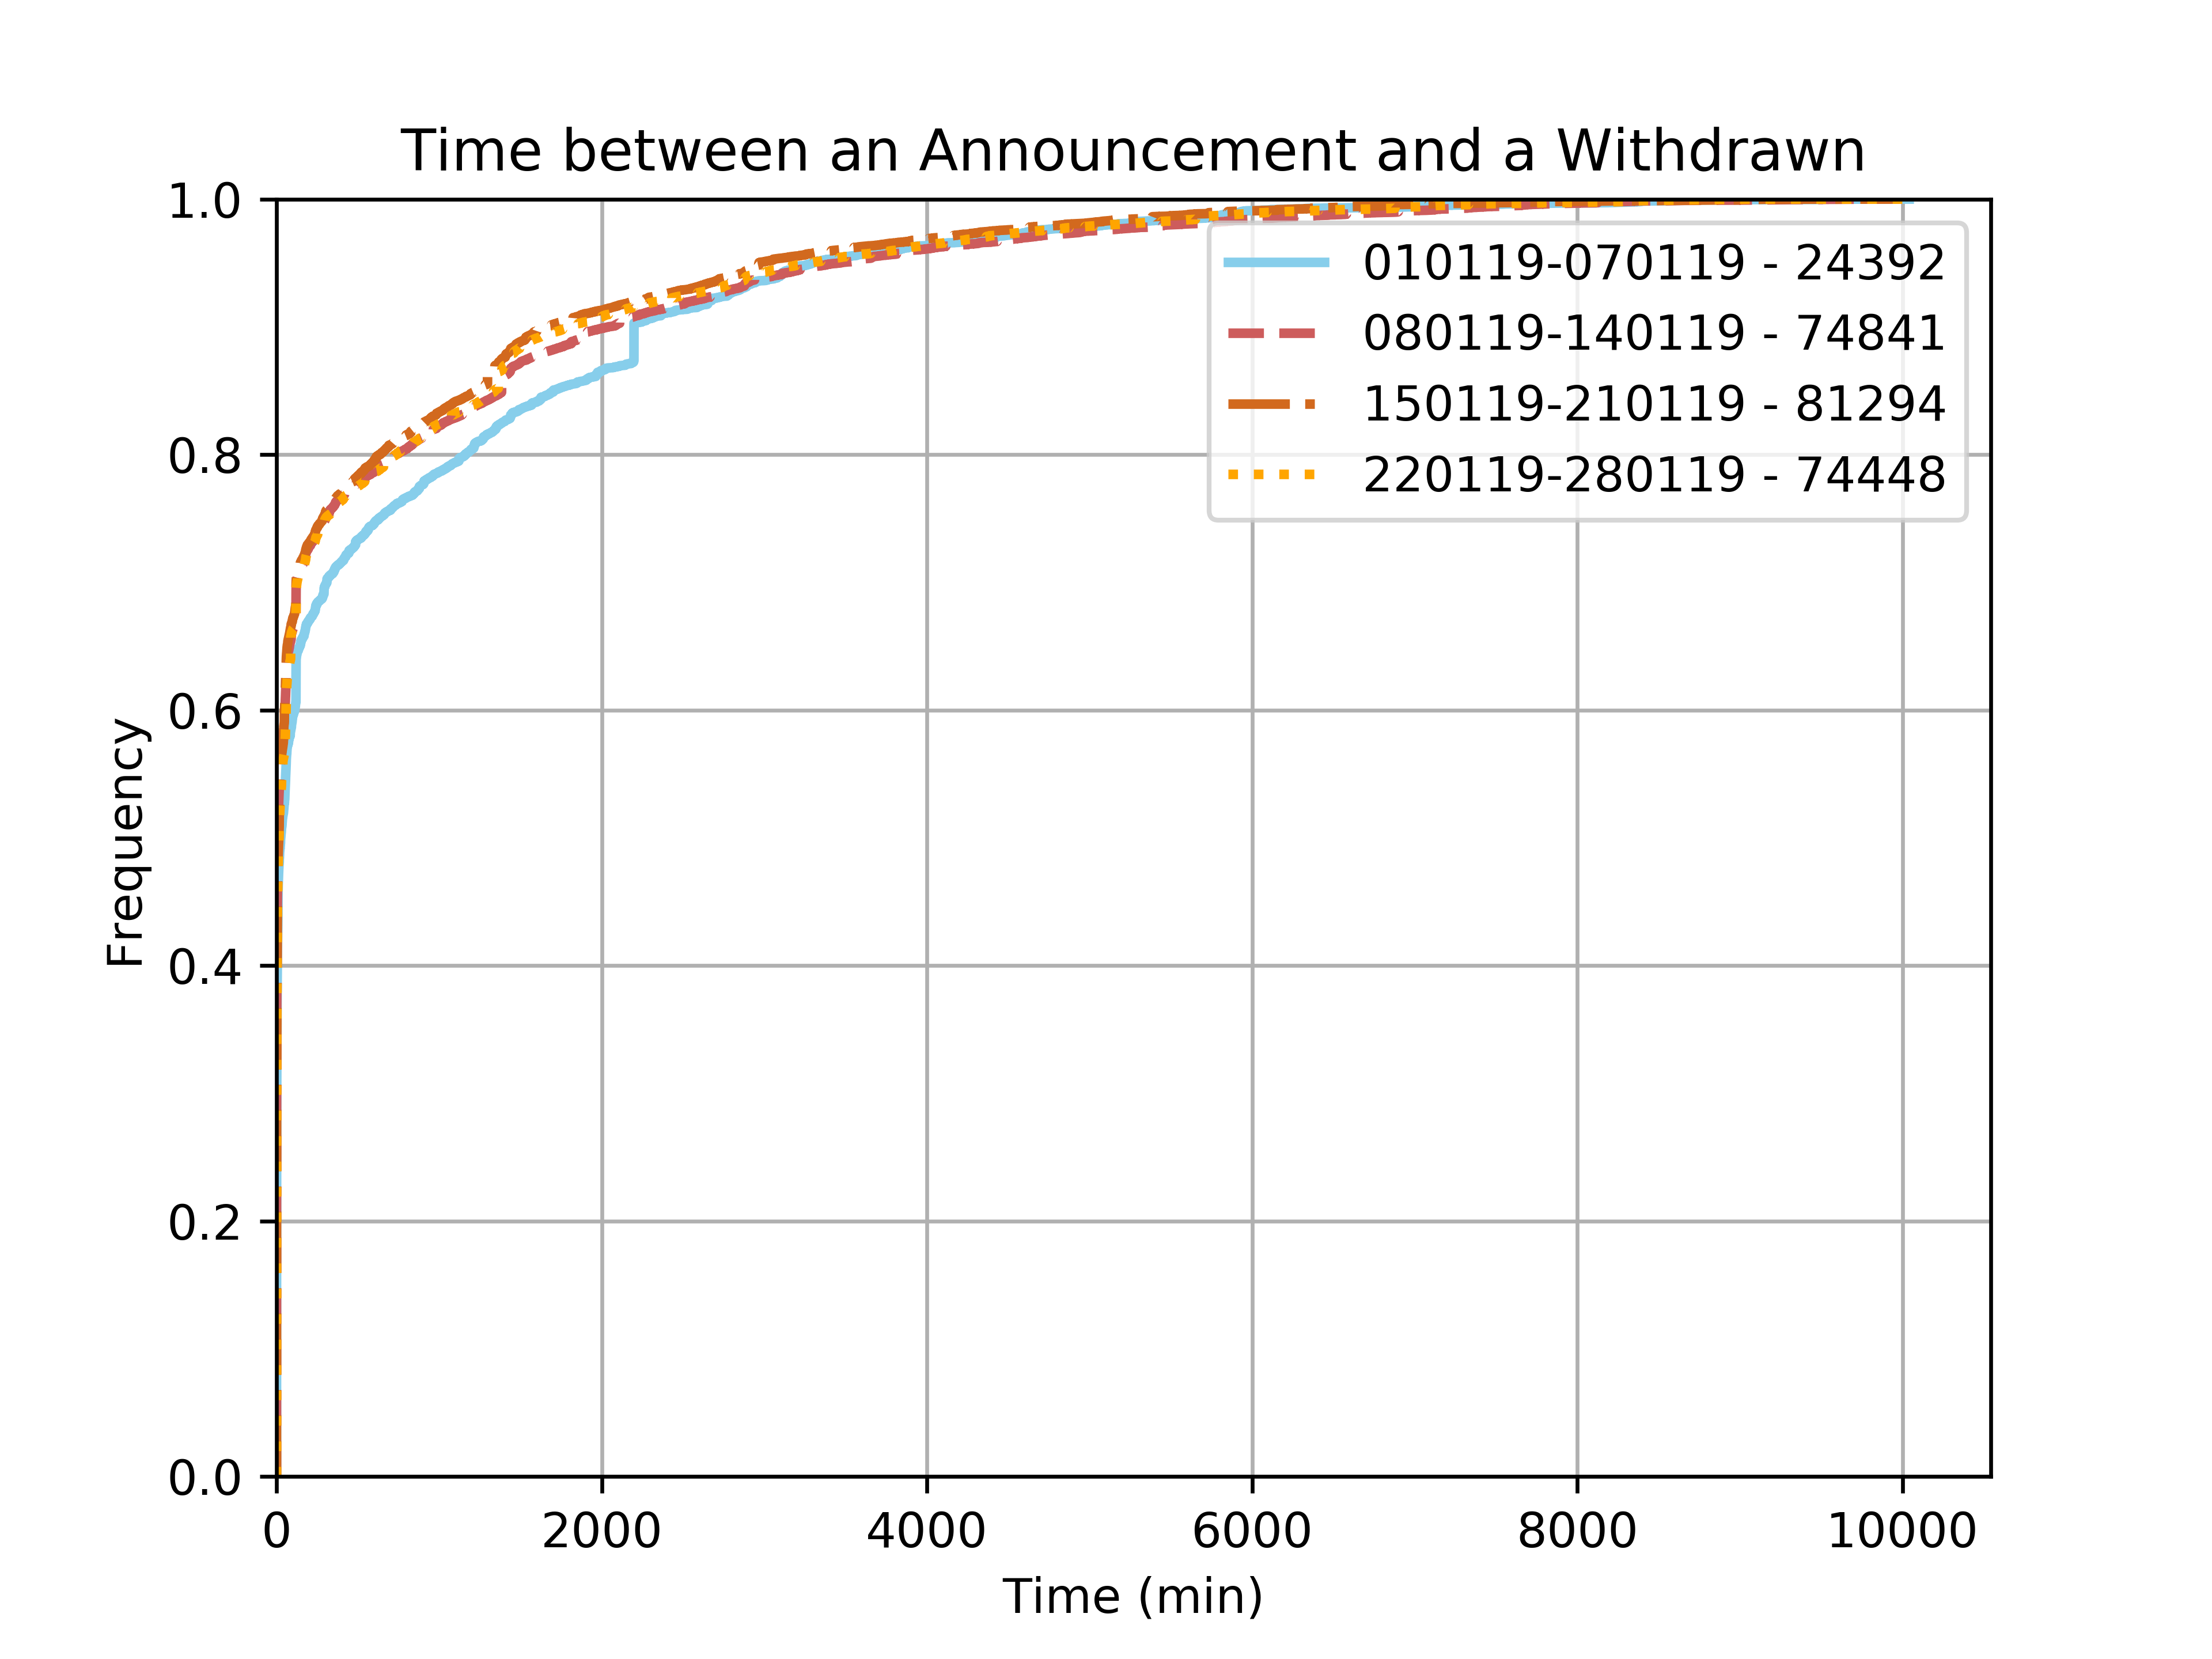 Time between an Announcement and a Withdrawn
1.0
0.8
0.6
0.4
0.2
0.0
Frequency
010119-070119 - 24392
080119-140119 - 74841
150119-210119 - 81294
220119-280119 - 74448
0 2000 4000 6000 8000 10000
Time (min)